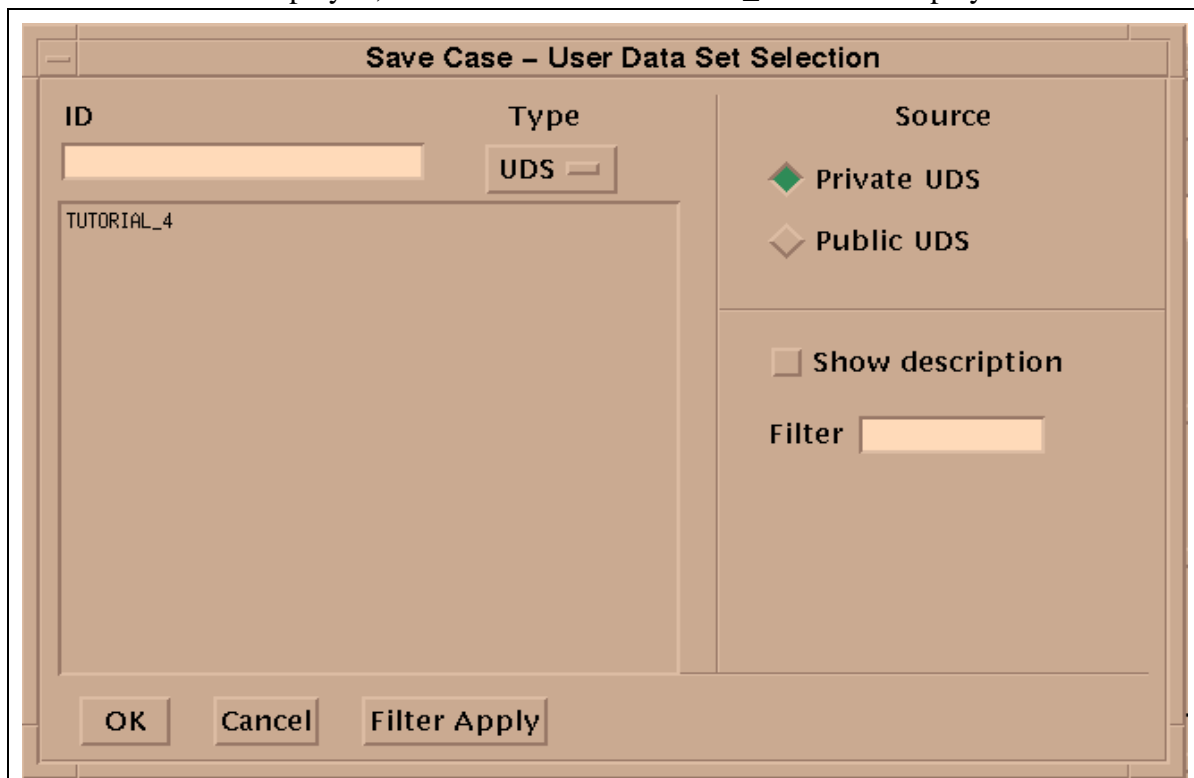 Save Case – User Data Set Selection
ID
Type
Source
UDS
Private UDS
TUTORIAL_4
Public UDS
Show description
Filter
OK Cancel Filter Apply